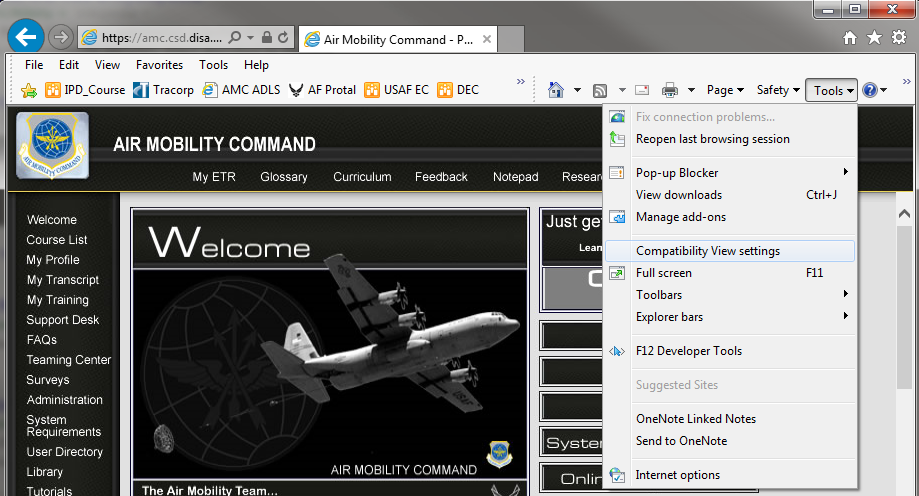 https://amc.csd.disa....
Air Mobility Command - P...
File Edit View Favorites Tools Help
IPD_Course Tracorp AMC ADLS AF Protal USAF EC DEC
Page Safety Tools
AIR MOBILITY COMMAND
AIR MOBILITY COMMAND
My ETR Glossary Curriculum Feedback Notepad Resear
Welcome
Course List
My Profile
My Transcript
My Training
Support Desk
FAQs
Teaming Center
Surveys
Administration
System
Requirements
User Directory
Library
Tutorials
Welcome
AIR MOBILITY COMMAND
The Air Mobility Team...
Just get
Learn
C
System
Onlin
Fix connection problems...
Reopen last browsing session
Pop-up Blocker
View downloads Ctrl+J
Manage add-ons
Compatibility View settings
Full screen F11
Toolbars
Explorer bars
F12 Developer Tools
Suggested Sites
OneNote Linked Notes
Send to OneNote
Internet options